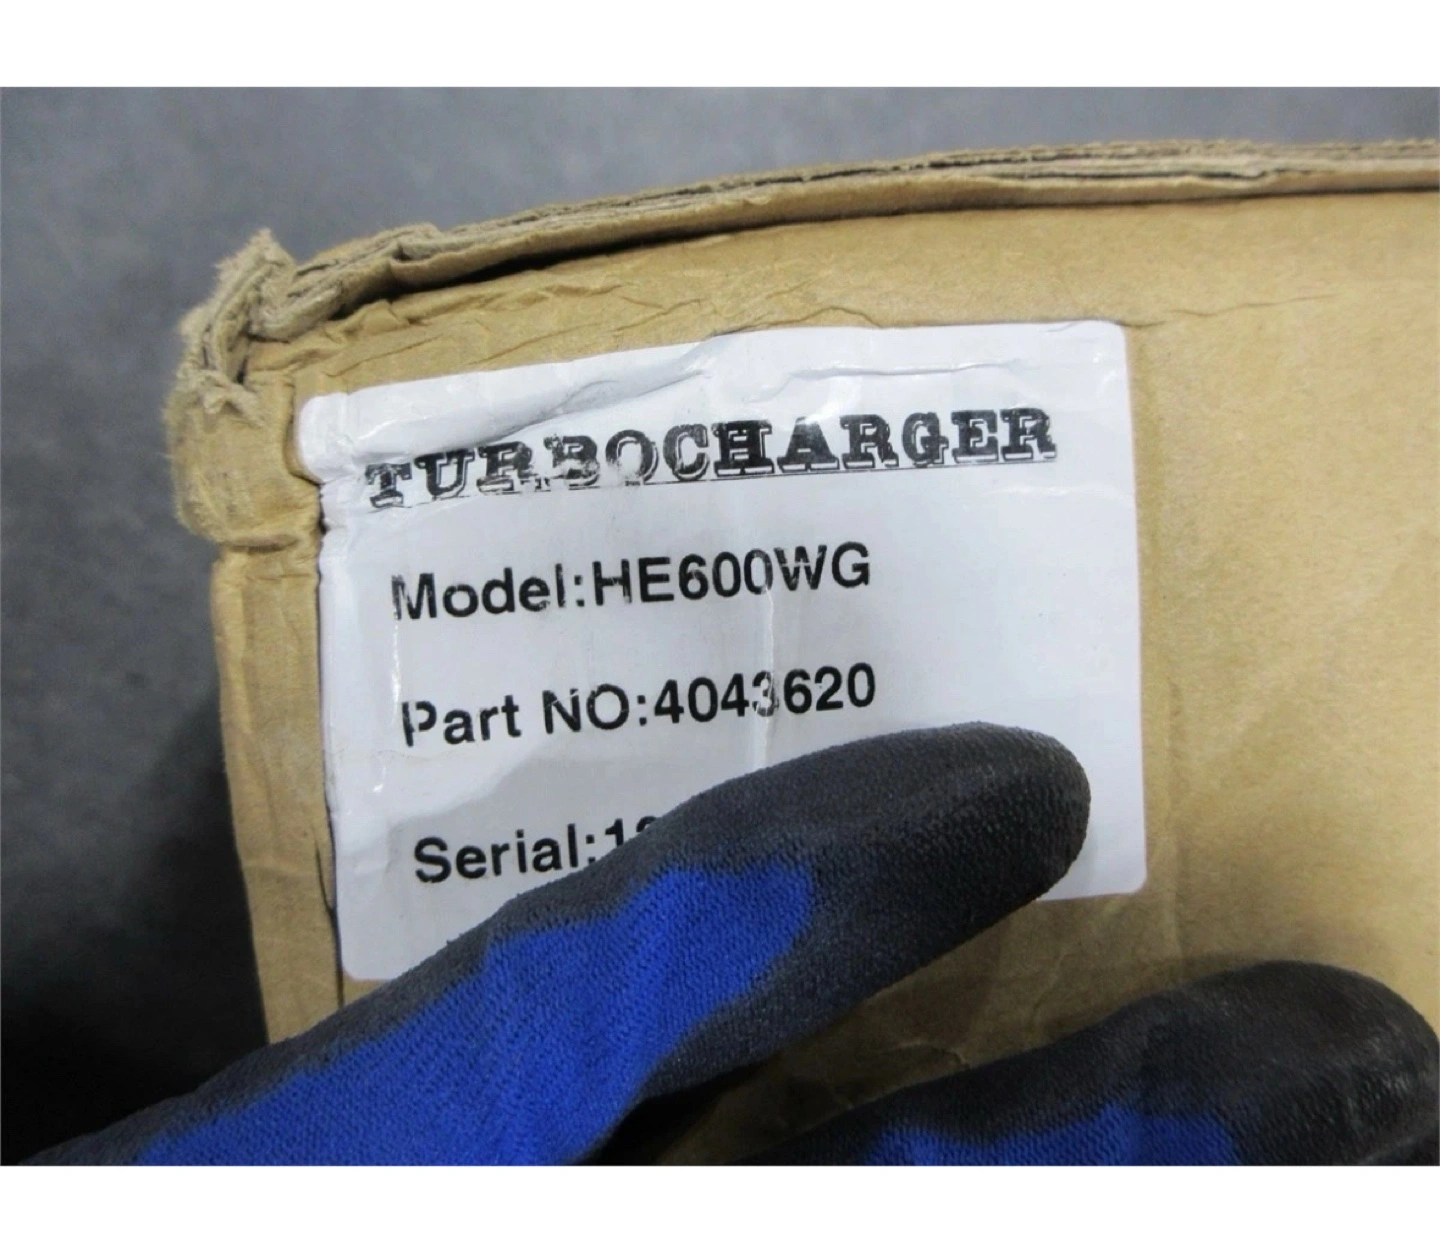 TURBOCHARGER
Model:HE600WG
Part NO:4043620
Serial: